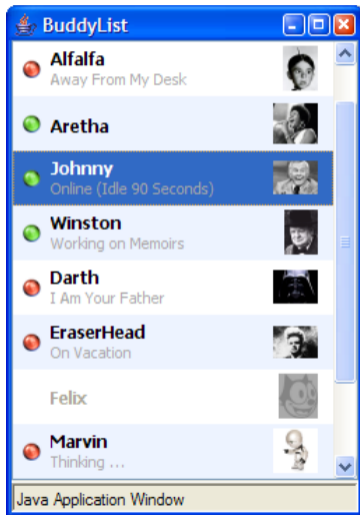 BuddyList
Alfalfa
Away From My Desk
Aretha
Johnny
Online (Idle 90 Seconds)
Winston
Working on Memoirs
Darth
I Am Your Father
EraserHead
On Vacation
Felix
Marvin
Thinking ...
Java Application Window